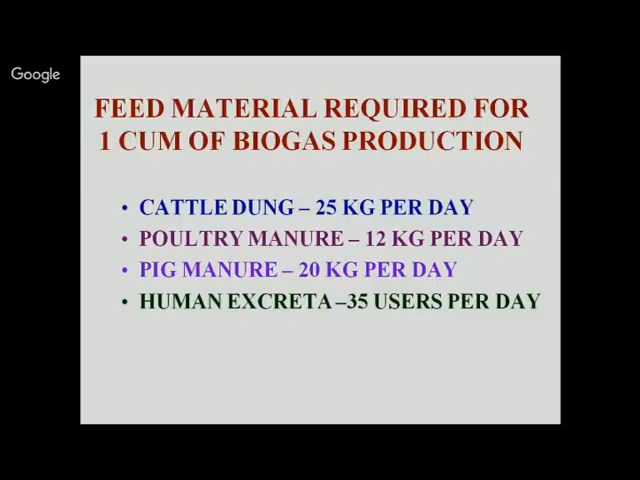 Google
FEED MATERIAL REQUIRED FOR
1 CUM OF BIOGAS PRODUCTION
• CATTLE DUNG – 25 KG PER DAY
• POULTRY MANURE – 12 KG PER DAY
• PIG MANURE – 20 KG PER DAY
• HUMAN EXCRETA –35 USERS PER DAY